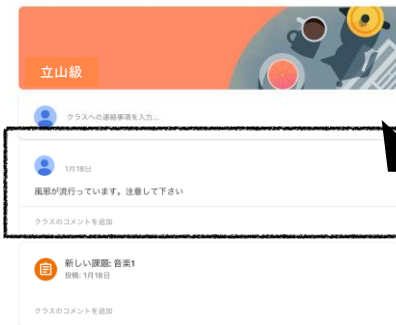 立山級
クラスへの連絡事項を入力...
1月18日
風邪が流行っています。注意して下さい
クラスのコメントを追加
新しい課題: 音楽1
投稿: 1月18日
クラスのコメントを追加